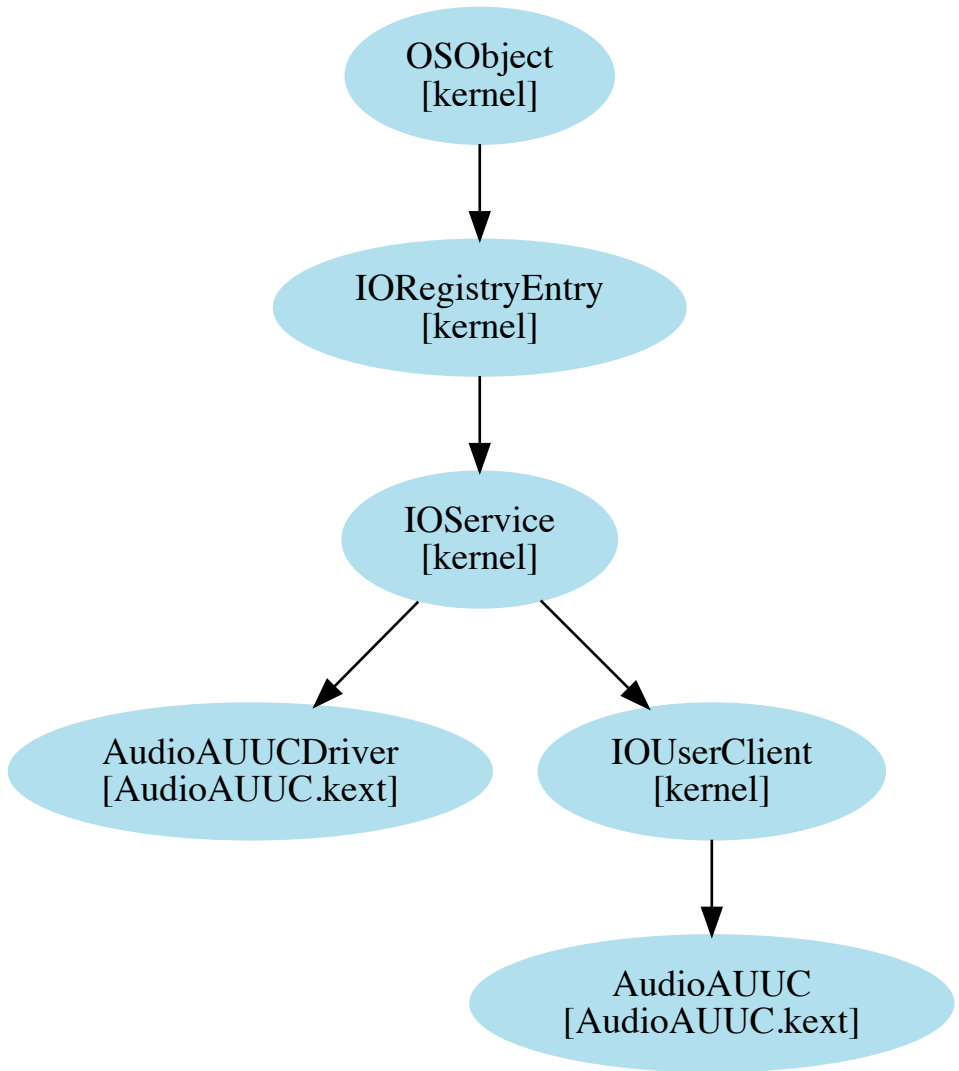 OSObject
[kernel]
IORegistryEntry
[kernel]
IOService
[kernel]
AudioAUUCDriver
[AudioAUUC.kext]
IOUserClient
[kernel]
AudioAUUC
[AudioAUUC.kext]